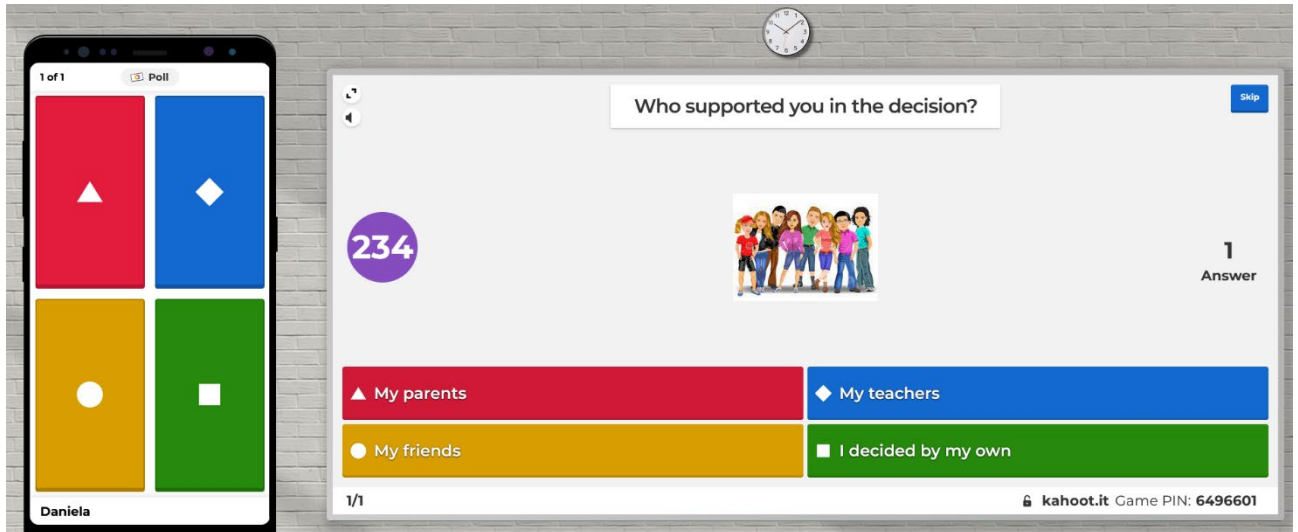 1 of 1
Poll
Daniela
Who supported you in the decision?
Skip
234
1
Answer
My parents
My teachers
My friends
I decided by my own
1/1
kahoot.it Game PIN: 6496601